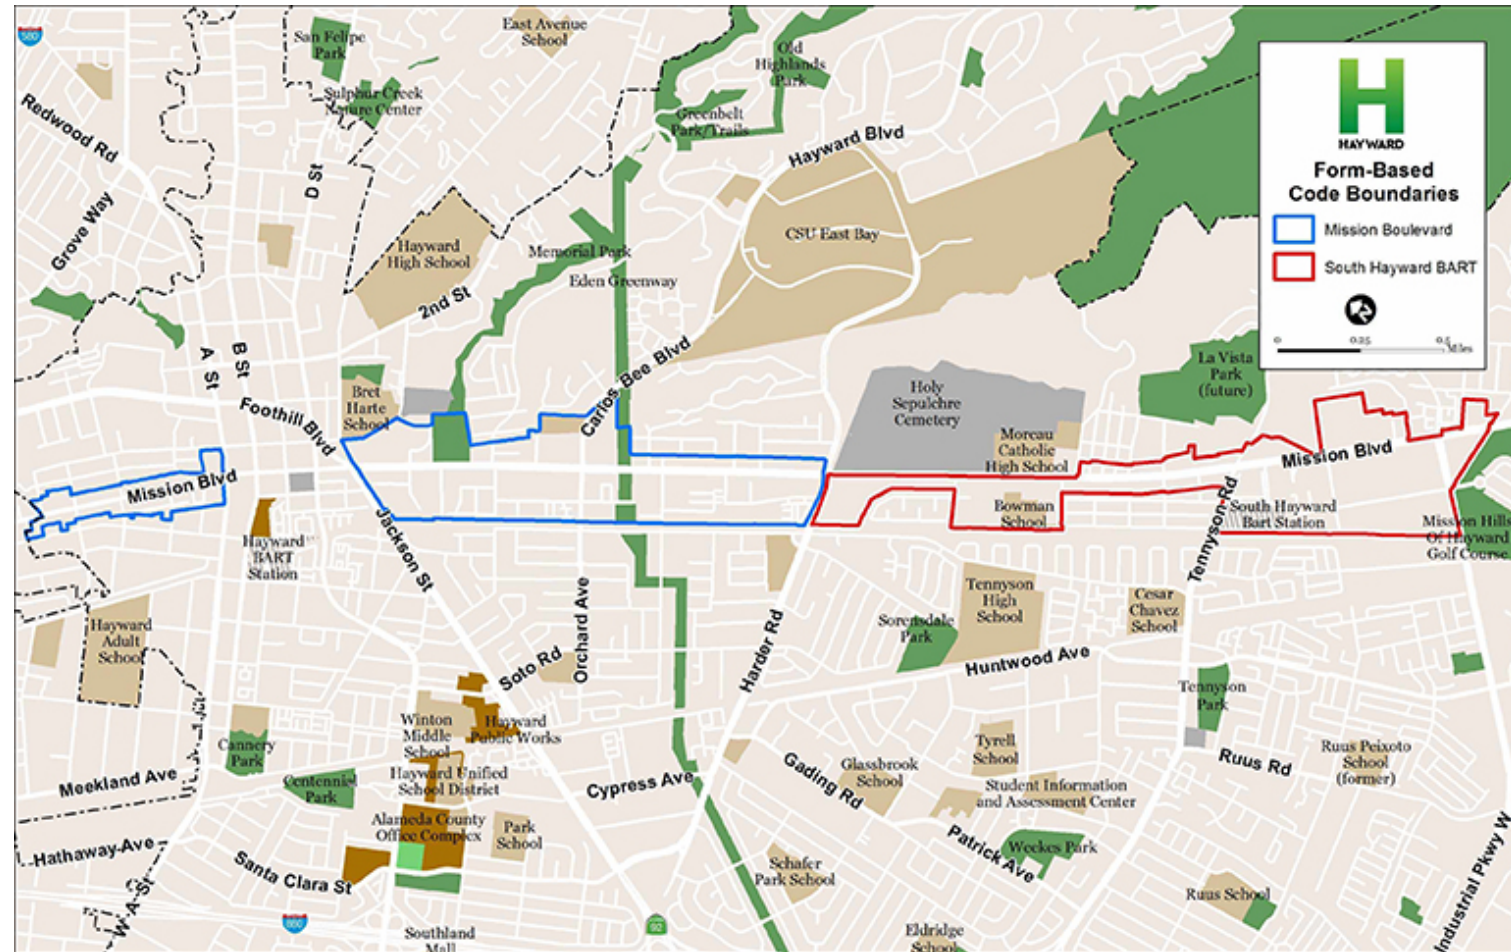 580
San Felipe
Park
East Avenue
School
Old
Highlands
Park
Sulphur Creek
Nature Center
Greenbelt
Park/Trails
Redwood Rd
Hayward Blvd
D St
Grove Way
Hayward
High School
Memorial Park
CSU East Bay
Eden Greenway
2nd St
HAYWARD
Form-Based
Code Boundaries
Mission Boulevard
South Hayward BART
0
0.25
0.5
Miles
A St
B St
Carlos Bee Blvd
La Vista
Park
(future)
Bret
Harte
School
Foothill Blvd
Holy
Sepulchre
Cemetery
Moreau
Catholic
High School
Mission Blvd
Mission Blvd
Bowman
School
South Hayward
Bart Station
Mission Hills
Of Hayward
Golf Course
Tennyson Rd
Hayward
BART
Station
Jackson St
Hayward
Adult
School
Orchard Ave
Harder Rd
Tennyson
High
School
Cesar
Chavez
School
Sorensdale
Park
Huntwood Ave
Soto Rd
Tennyson
Park
Winton
Middle
School
Hayward
Public Works
Cannery
Park
Meekland Ave
Centennial
Park
Hayward Unified
School District
Cypress Ave
Gading Rd
Glassbrook
School
Tyrell
School
Ruus Rd
Ruus Peixoto
School
(former)
Student Information
and Assessment Center
Alameda County
Office Complex
Park
School
Hathaway Ave
Santa Clara St
Patrick Ave
Weekes Park
Schafer
Park School
Ruus School
W A St
880
Southland
Mall
92
Eldridge
School
Industrial Pkwy W